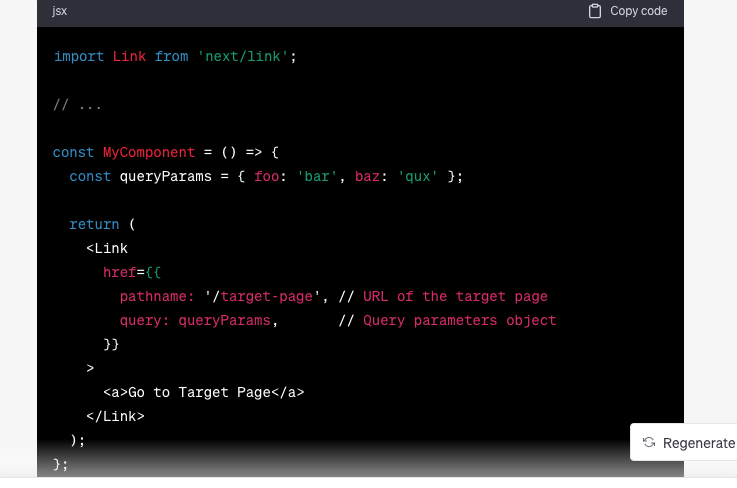 jsx
Copy code
import Link from 'next/link';
// ...
const MyComponent = () => {
  const queryParams = { foo: 'bar', baz: 'qux' };
  return (
    <Link
      href={{
        pathname: '/target-page', // URL of the target page
        query: queryParams,       // Query parameters object
      }}
    >
      <a>Go to Target Page</a>
    </Link>
  );
};
Regenerate